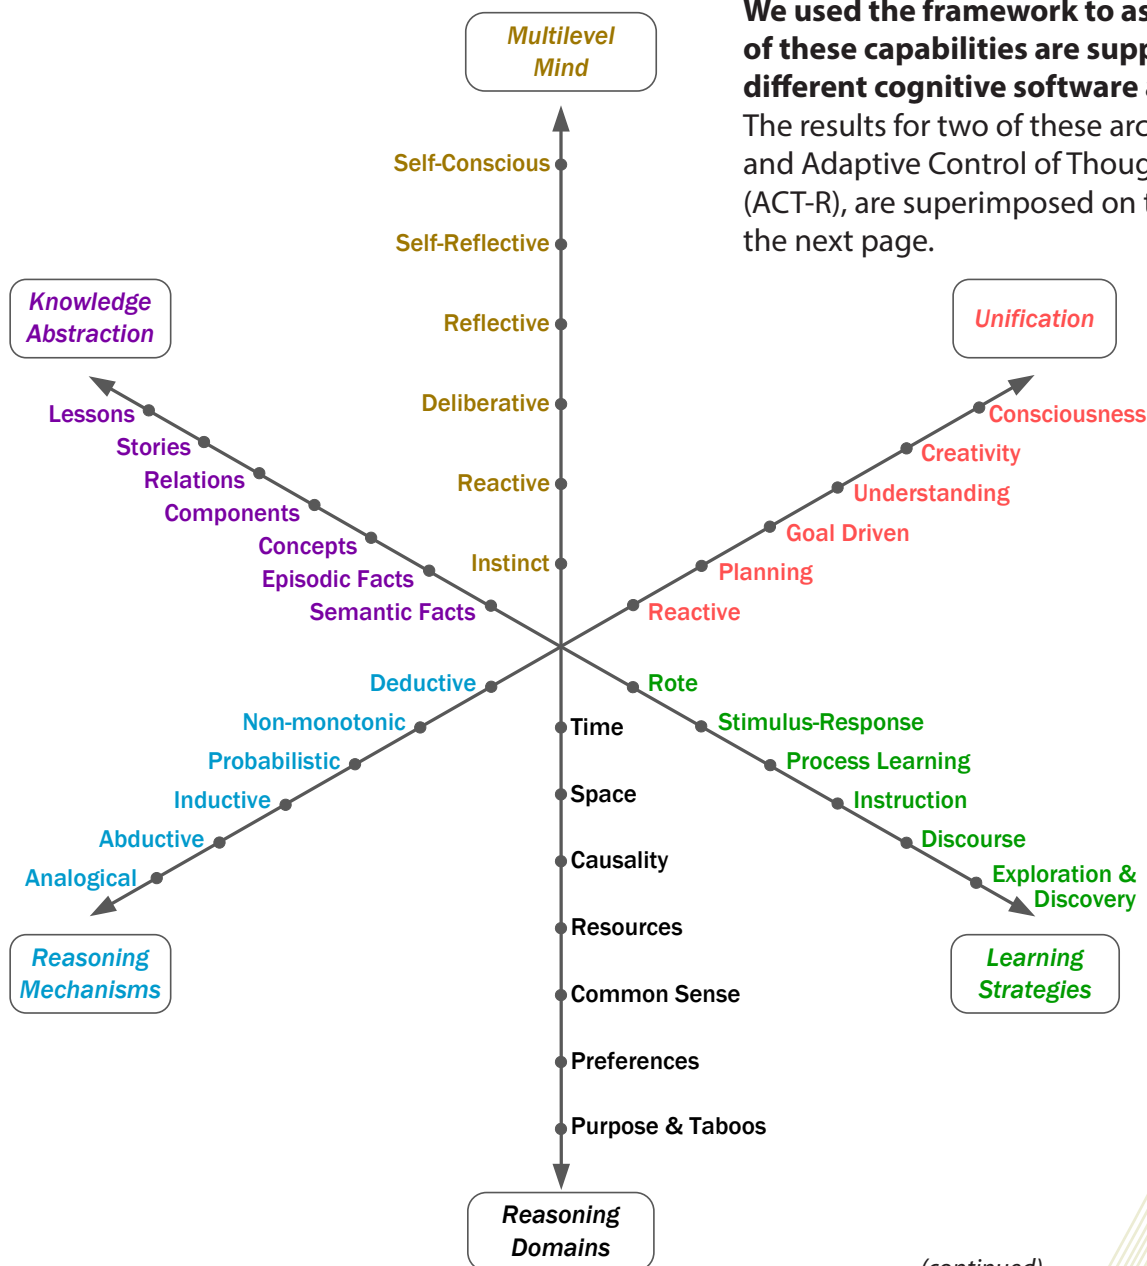 We used the framework to as
of these capabilities are supp
different cognitive software a
The results for two of these arc
and Adaptive Control of Thoug
(ACT-R), are superimposed on t
the next page.
Multilevel
Mind
Self-Conscious
Self-Reflective
Reflective
Deliberative
Reactive
Instinct
Knowledge
Abstraction
Lessons
Stories
Relations
Components
Concepts
Episodic Facts
Semantic Facts
Unification
Consciousness
Creativity
Understanding
Goal Driven
Planning
Reactive
Deductive
Non-monotonic
Probabilistic
Inductive
Abductive
Analogical
Reasoning
Mechanisms
Time
Space
Causality
Resources
Common Sense
Preferences
Purpose & Taboos
Reasoning
Domains
Rote
Stimulus-Response
Process Learning
Instruction
Discourse
Exploration &
Discovery
Learning
Strategies
(continued)